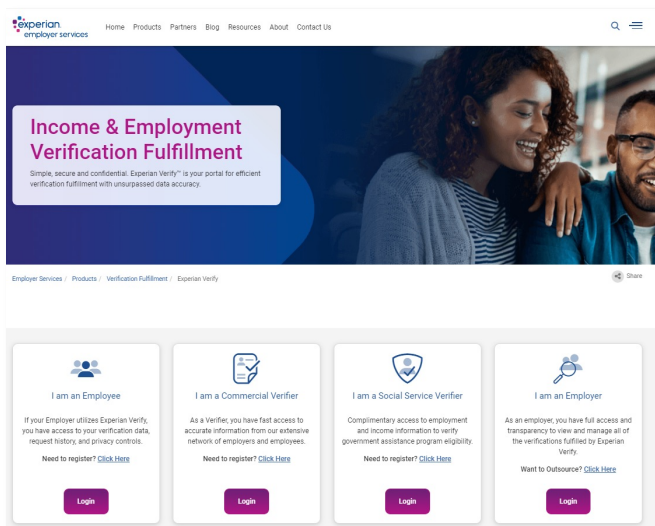 experian.
employer services
Home Products Partners Blog Resources About Contact Us
Income & Employment
Verification Fulfillment
Simple, secure and confidential. Experian Verify™ is your portal for efficient
verification fulfillment with unsurpassed data accuracy.
Employer Services / Products / Verification Fulfillment / Experian Verify
Share
I am an Employee
If your Employer utilizes Experian Verify,
you have access to your verification data,
request history, and privacy controls.
Need to register? Click Here
Login
I am a Commercial Verifier
As a Verifier, you have fast access to
accurate information from our extensive
network of employers and employees.
Need to register? Click Here
Login
I am a Social Service Verifier
Complimentary access to employment
and income information to verify
government assistance program eligibility.
Need to register? Click Here
Login
I am an Employer
As an employer, you have full access and
transparency to view and manage all of
the verifications fulfilled by Experian
Verify.
Want to Outsource? Click Here
Login